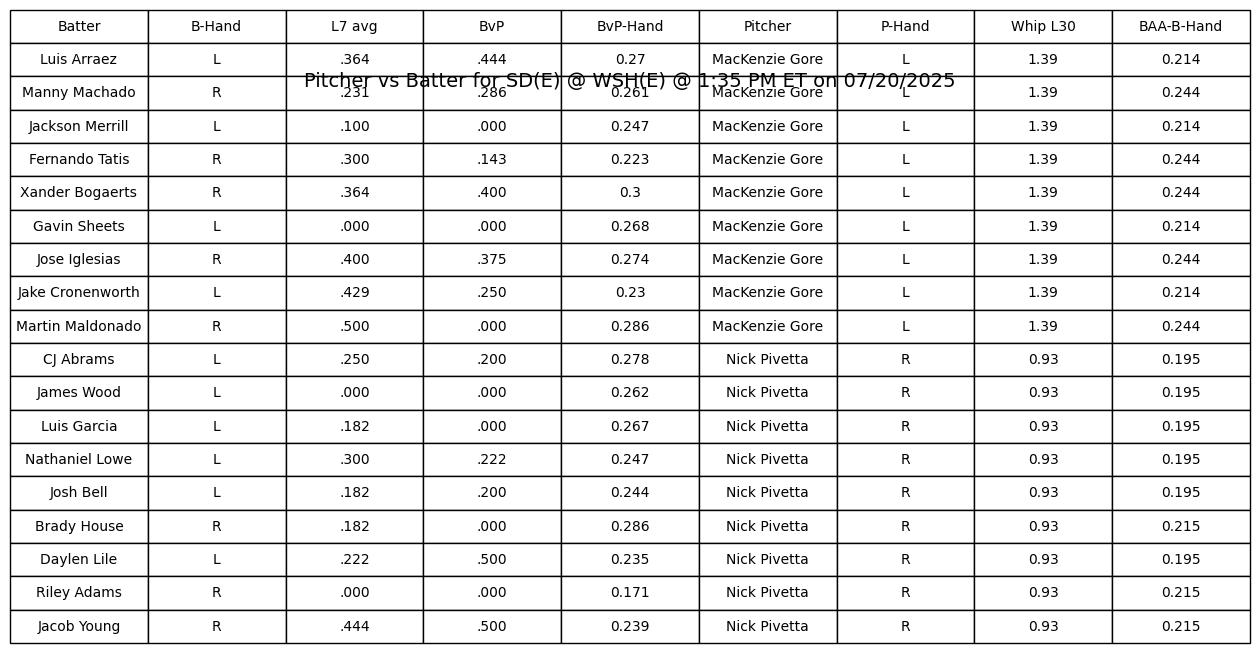 Batter B-Hand L7 avg BvP BvP-Hand Pitcher P-Hand Whip L30 BAA-B-Hand
Luis Arraez L .364 .444 0.27 MacKenzie Gore L 1.39 0.214
Pitcher vs Batter for SD(E) @ WSH(E) @ 1:35 PM ET on 07/20/2025
Manny Machado R .231 .286 0.261 MacKenzie Gore L 1.39 0.244
Jackson Merrill L .100 .000 0.247 MacKenzie Gore L 1.39 0.214
Fernando Tatis R .300 .143 0.223 MacKenzie Gore L 1.39 0.244
Xander Bogaerts R .364 .400 0.3 MacKenzie Gore L 1.39 0.244
Gavin Sheets L .000 .000 0.268 MacKenzie Gore L 1.39 0.214
Jose Iglesias R .400 .375 0.274 MacKenzie Gore L 1.39 0.244
Jake Cronenworth L .429 .250 0.23 MacKenzie Gore L 1.39 0.214
Martin Maldonado R .500 .000 0.286 MacKenzie Gore L 1.39 0.244
CJ Abrams L .250 .200 0.278 Nick Pivetta R 0.93 0.195
James Wood L .000 .000 0.262 Nick Pivetta R 0.93 0.195
Luis Garcia L .182 .000 0.267 Nick Pivetta R 0.93 0.195
Nathaniel Lowe L .300 .222 0.247 Nick Pivetta R 0.93 0.195
Josh Bell L .182 .200 0.244 Nick Pivetta R 0.93 0.195
Brady House R .182 .000 0.286 Nick Pivetta R 0.93 0.215
Daylen Lile L .222 .500 0.235 Nick Pivetta R 0.93 0.195
Riley Adams R .000 .000 0.171 Nick Pivetta R 0.93 0.215
Jacob Young R .444 .500 0.239 Nick Pivetta R 0.93 0.215